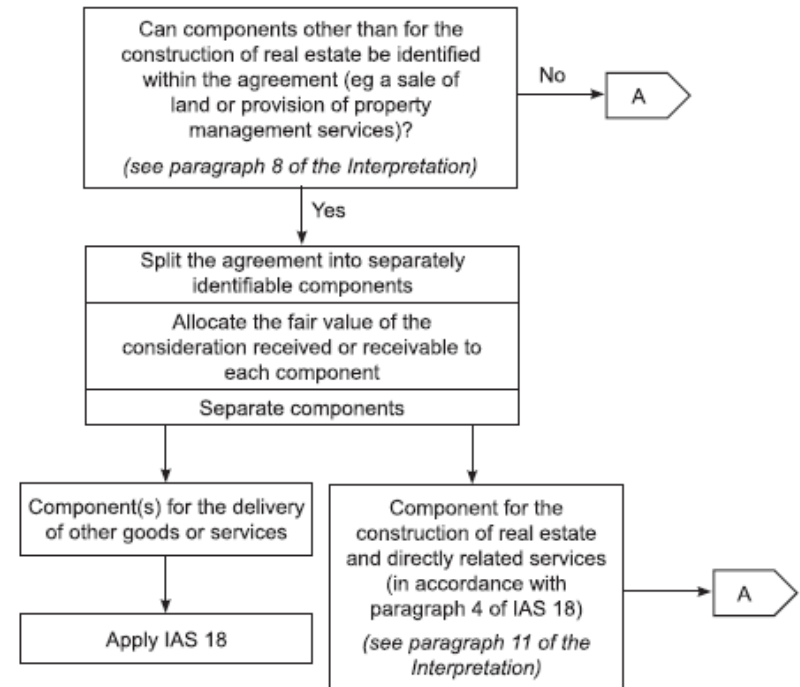 Can components other than for the
construction of real estate be identified
within the agreement (eg a sale of
land or provision of property
management services)?
(see paragraph 8 of the Interpretation)
No
A
Yes
Split the agreement into separately
identifiable components
Allocate the fair value of the
consideration received or receivable to
each component
Separate components
Component(s) for the delivery
of other goods or services
Apply IAS 18
Component for the
construction of real estate
and directly related services
(in accordance with
paragraph 4 of IAS 18)
(see paragraph 11 of the
Interpretation)
A